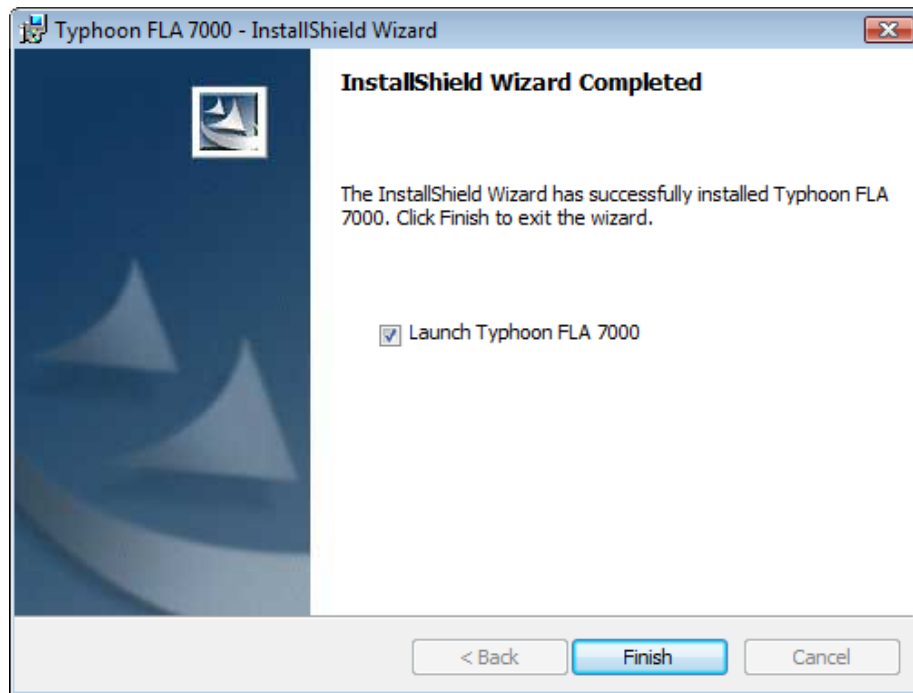 Typhoon FLA 7000 - InstallShield Wizard
InstallShield Wizard Completed
The InstallShield Wizard has successfully installed Typhoon FLA
7000. Click Finish to exit the wizard.
Launch Typhoon FLA 7000
< Back
Finish
Cancel